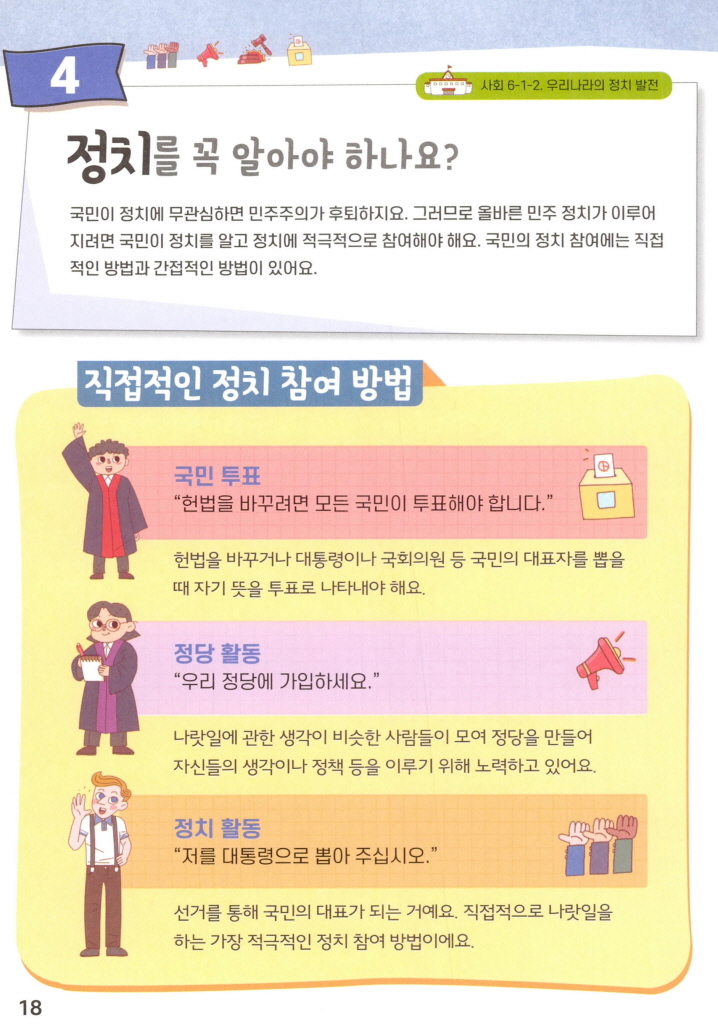 4
사회 6-1-2. 우리나라의 정치 발전
정치를 꼭 알아야 하나요?
국민이 정치에 무관심하면 민주주의가 후퇴하지요. 그러므로 올바른 민주 정치가 이루어
지려면 국민이 정치를 알고 정치에 적극적으로 참여해야 해요. 국민의 정치 참여에는 직접
적인 방법과 간접적인 방법이 있어요.
직접적인 정치 참여 방법
국민 투표
“헌법을 바꾸려면 모든 국민이 투표해야 합니다.”
헌법을 바꾸거나 대통령이나 국회의원 등 국민의 대표자를 뽑을
때 자기 뜻을 투표로 나타내야 해요.
정당 활동
“우리 정당에 가입하세요.”
나랏일에 관한 생각이 비슷한 사람들이 모여 정당을 만들어
자신들의 생각이나 정책 등을 이루기 위해 노력하고 있어요.
정치 활동
“저를 대통령으로 뽑아 주십시오.”
선거를 통해 국민의 대표가 되는 거예요. 직접적으로 나랏일을
하는 가장 적극적인 정치 참여 방법이에요.
18